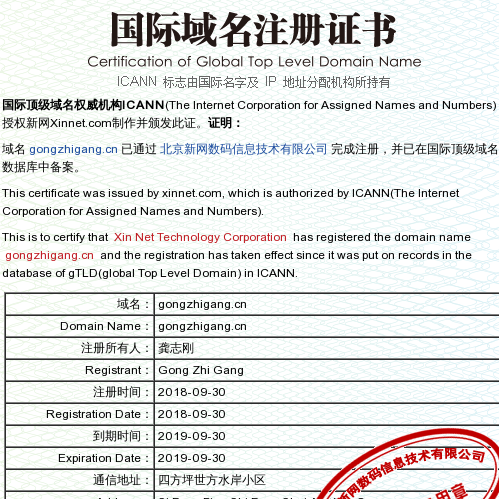 国际域名注册证书
Certification of Global Top Level Domain Name
ICANN 标志由国际名字及 IP 地址分配机构所持有
国际顶级域名权威机构ICANN(The Internet Corporation for Assigned Names and Numbers)
授权新网Xinnet.com制作并颁发此证。证明：
域名 gongzhigang.cn 已通过 北京新网数码信息技术有限公司 完成注册，并已在国际顶级域名
数据库中备案。
This certificate was issued by xinnet.com, which is authorized by ICANN(The Internet
Corporation for Assigned Names and Numbers).
This is to certify that Xin Net Technology Corporation has registered the domain name
gongzhigang.cn and the registration has taken effect since it was put on records in the
database of gTLD(global Top Level Domain) in ICANN.
域名： gongzhigang.cn
Domain Name： gongzhigang.cn
注册所有人： 龚志刚
Registrant： Gong Zhi Gang
注册时间： 2018-09-30
Registration Date： 2018-09-30
到期时间： 2019-09-30
Expiration Date： 2019-09-30
通信地址： 四方坪世方水岸小区
新网数码信息技术有限公司
用章